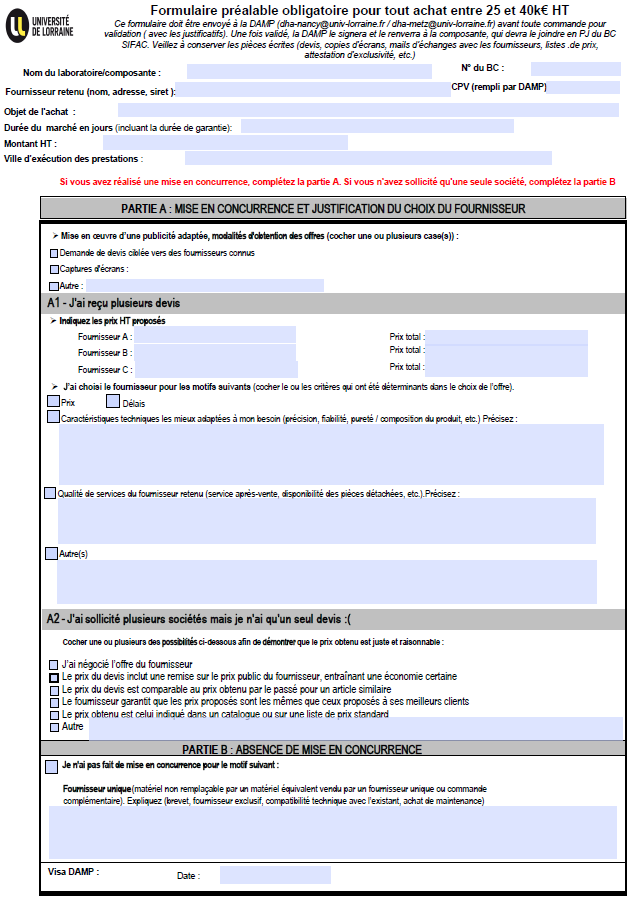 UNIVERSITÉ
DE LORRAINE
Formulaire préalable obligatoire pour tout achat entre 25 et 40k€ HT
Ce formulaire doit être envoyé à la DAMP (dha-nancy@univ-lorraine.fr / dha-metz@univ-lorraine.fr) avant toute commande pour
validation ( avec les justificatifs). Une fois validé, la DAMP le signera et le renverra à la composante, qui devra le joindre en PJ du BC
SIFAC. Veillez à conserver les pièces écrites (devis, copies d'écrans, mails d'échanges avec les fournisseurs, listes .de prix,
attestation d'exclusivité, etc.)
Nom du laboratoire/composante :
N° du BC :
Fournisseur retenu (nom, adresse, siret ):
CPV (rempli par DAMP)
Objet de l'achat :
Durée du marché en jours (incluant la durée de garantie):
Montant HT :
Ville d'exécution des prestations :
Si vous avez réalisé une mise en concurrence, complétez la partie A. Si vous n'avez sollicité qu'une seule société, complétez la partie B
PARTIE A : MISE EN CONCURRENCE ET JUSTIFICATION DU CHOIX DU FOURNISSEUR
➢ Mise en œuvre d'une publicité adaptée, modalités d'obtention des offres (cocher une ou plusieurs case(s)) :
Demande de devis ciblée vers des fournisseurs connus
Captures d'écrans :
Autre :
A1 - J'ai reçu plusieurs devis
➢ Indiquez les prix HT proposés
Fournisseur A :
Prix total :
Fournisseur B :
Prix total :
Fournisseur C :
Prix total :
➢ J'ai choisi le fournisseur pour les motifs suivants (cocher le ou les critères qui ont été déterminants dans le choix de l'offre).
Prix
Délais
Caractéristiques techniques les mieux adaptées à mon besoin (précision, fiabilité, pureté / composition du produit, etc.) Précisez :
Qualité de services du fournisseur retenu (service après-vente, disponibilité des pièces détachées, etc.).Précisez :
Autre(s)
A2 - J'ai sollicité plusieurs sociétés mais je n'ai qu'un seul devis :(
Cocher une ou plusieurs des possibilités ci-dessous afin de démontrer que le prix obtenu est juste et raisonnable :
J'ai négocié l'offre du fournisseur
Le prix du devis inclut une remise sur le prix public du fournisseur, entraînant une économie certaine
Le prix du devis est comparable au prix obtenu par le passé pour un article similaire
Le fournisseur garantit que les prix proposés sont les mêmes que ceux proposés à ses meilleurs clients
Le prix obtenu est celui indiqué dans un catalogue ou sur une liste de prix standard
Autre
PARTIE B : ABSENCE DE MISE EN CONCURRENCE
Je n'ai pas fait de mise en concurrence pour le motif suivant :
Fournisseur unique(matériel non remplaçable par un matériel équivalent vendu par un fournisseur unique ou commande
complémentaire). Expliquez (brevet, fournisseur exclusif, compatibilité technique avec l'existant, achat de maintenance)
Visa DAMP :
Date :